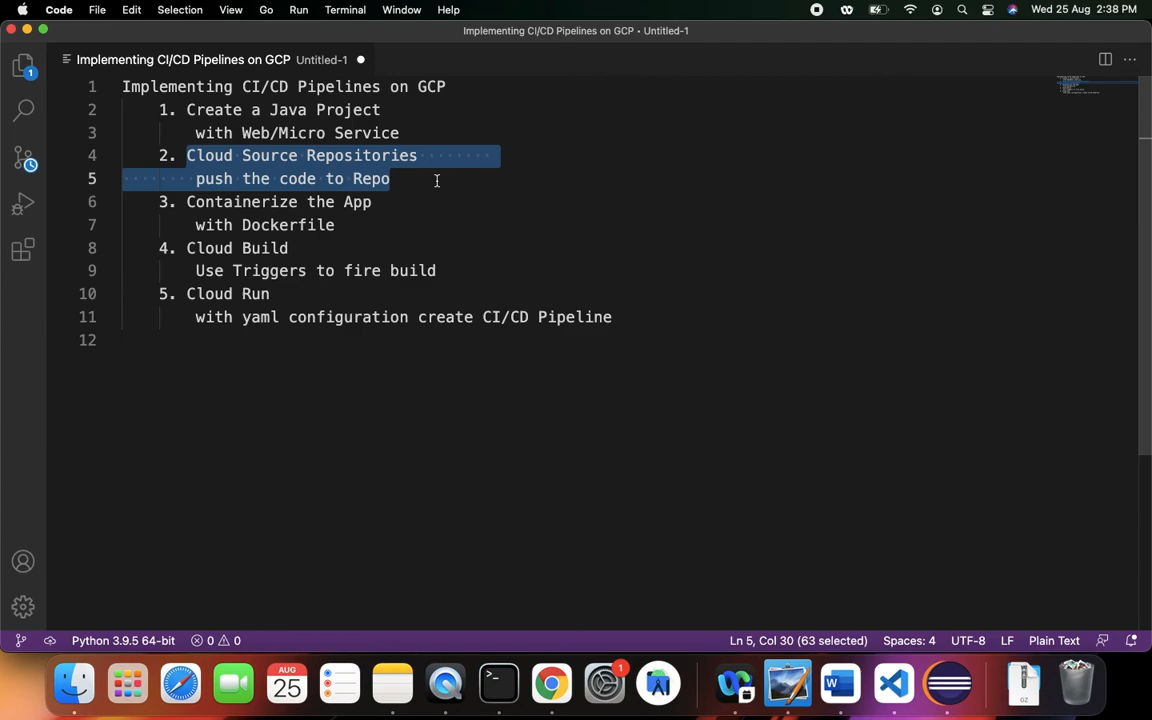 Code File Edit Selection View Go Run Terminal Window Help Wed 25 Aug 2:38 PM
Implementing CI/CD Pipelines on GCP • Untitled-1
Implementing CI/CD Pipelines on GCP Untitled-1
1 Implementing CI/CD Pipelines on GCP
2 1. Create a Java Project
3 with Web/Micro Service
4 2. Cloud Source Repositories
5 push the code to Repo
6 3. Containerize the App
7 with Dockerfile
8 4. Cloud Build
9 Use Triggers to fire build
10 5. Cloud Run
11 with yaml configuration create CI/CD Pipeline
12
1
Python 3.9.5 64-bit 0 0 Ln 5, Col 30 (63 selected) Spaces: 4 UTF-8 LF Plain Text
AUG
25
1
W
GZ